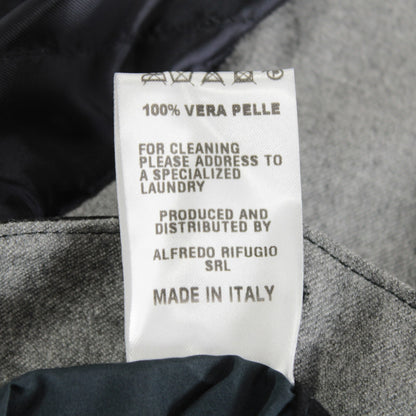 100% VERA PELLE
FOR CLEANING
PLEASE ADDRESS TO
A SPECIALIZED
LAUNDRY
PRODUCED AND
DISTRIBUTED BY
ALFREDO RIFUGIO
SRL
MADE IN ITALY